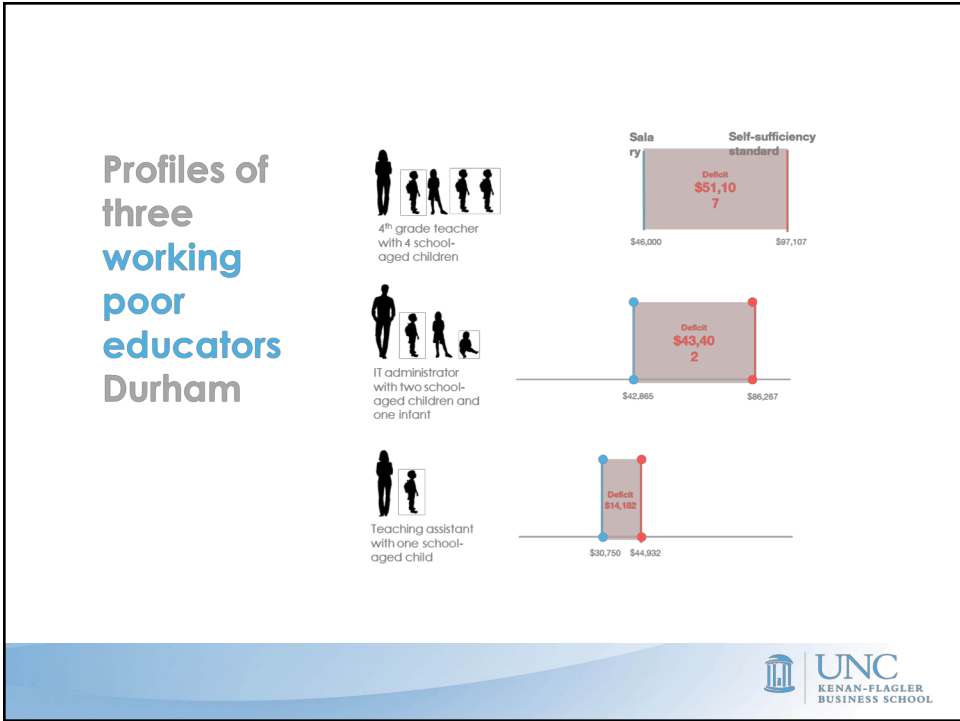 Profiles of
three
working
poor
educators
Durham
4th grade teacher
with 4 school-
aged children
Sala
ry
Self-sufficiency
standard
Deficit
$51,10
7
$46,000
$97,107
IT administrator
with two school-
aged children and
one infant
Deficit
$43,40
2
$42,865
$86,267
Teaching assistant
with one school-
aged child
Deficit
$14,182
$30,750
$44,932
UNC
KENAN-FLAGLER
BUSINESS SCHOOL